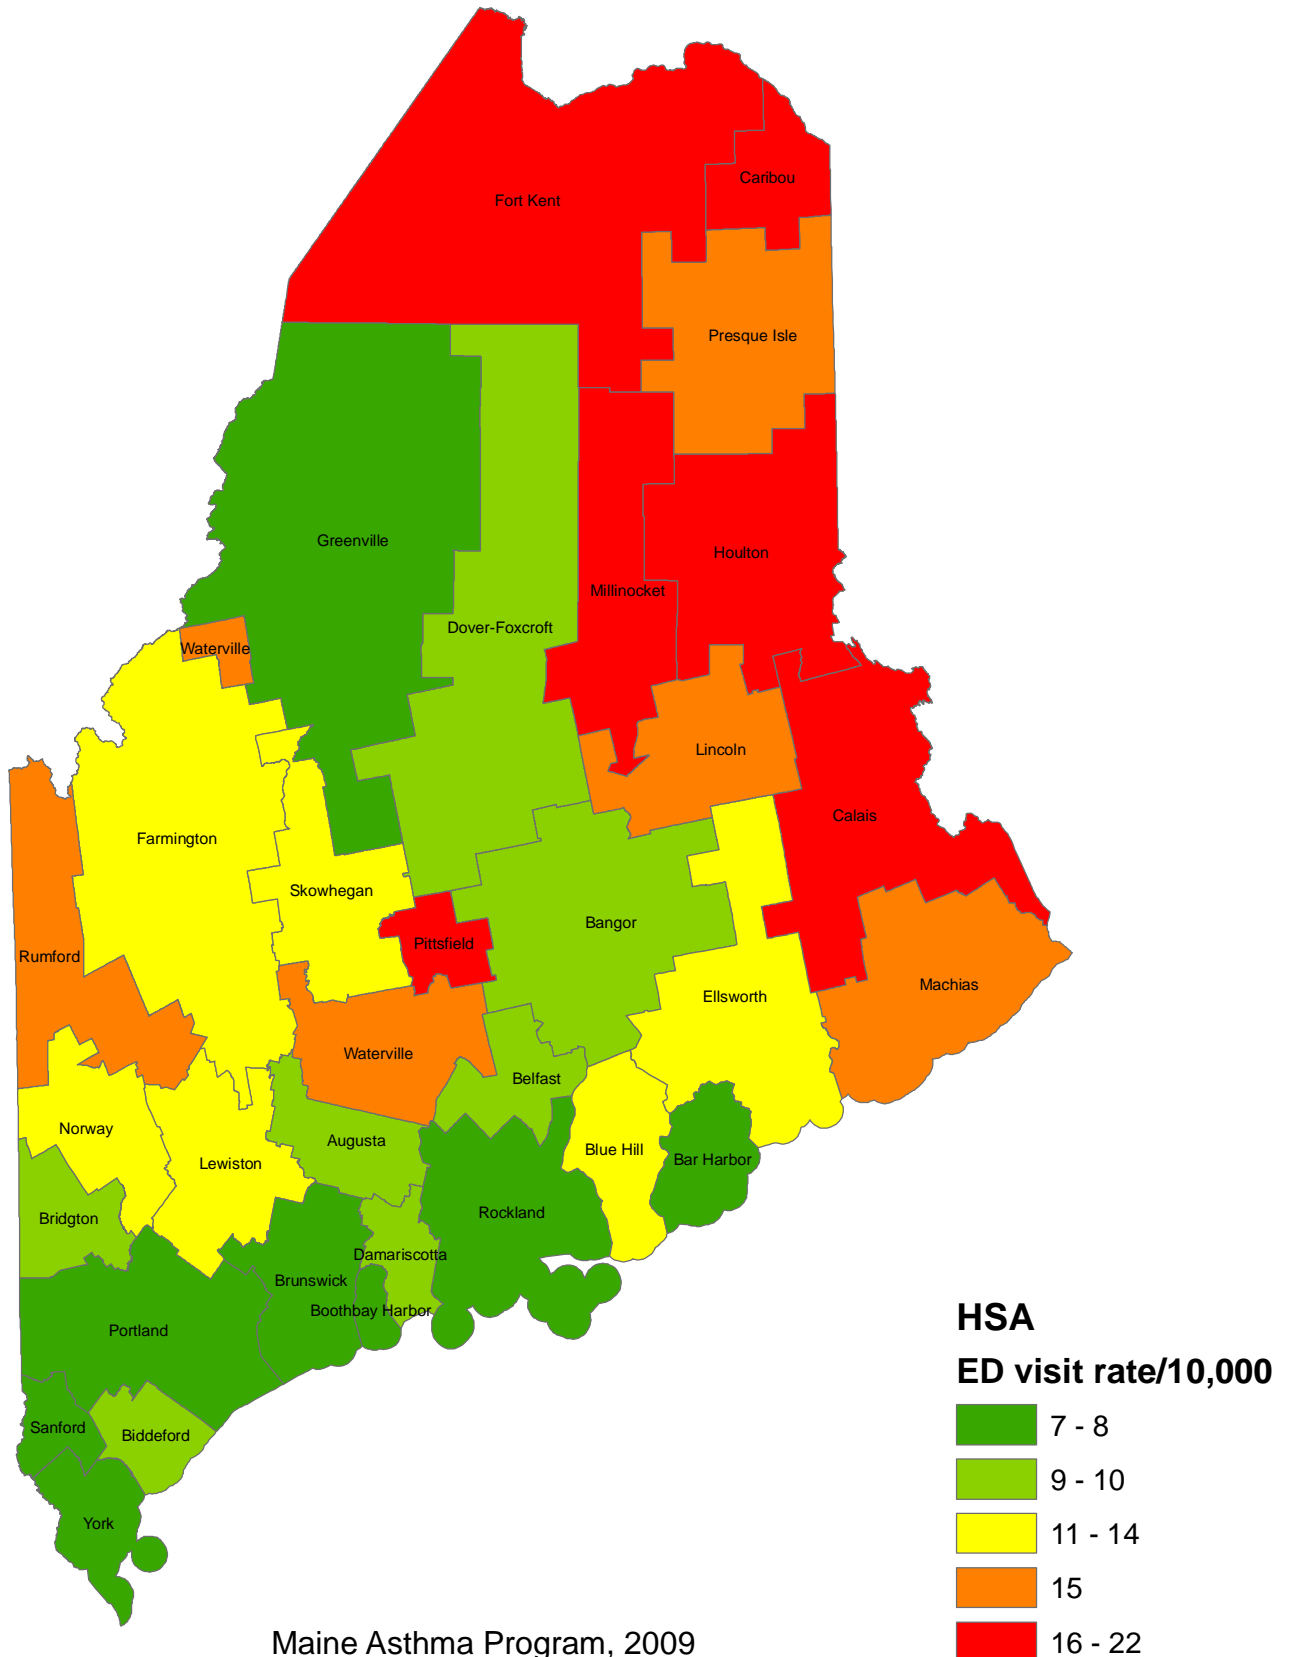 Fort Kent
Caribou
Presque Isle
Greenville
Houlton
Millinocket
Dover-Foxcroft
Waterville
Lincoln
Calais
Farmington
Skowhegan
Bangor
Pittsfield
Rumford
Machias
Ellsworth
Waterville
Belfast
Norway
Augusta
Blue Hill
Lewiston
Bar Harbor
Bridgton
Rockland
Damariscotta
Brunswick
Boothbay Harbor
Portland
Sanford
Biddeford
York
HSA
ED visit rate/10,000
7 - 8
9 - 10
11 - 14
15
16 - 22
Maine Asthma Program, 2009